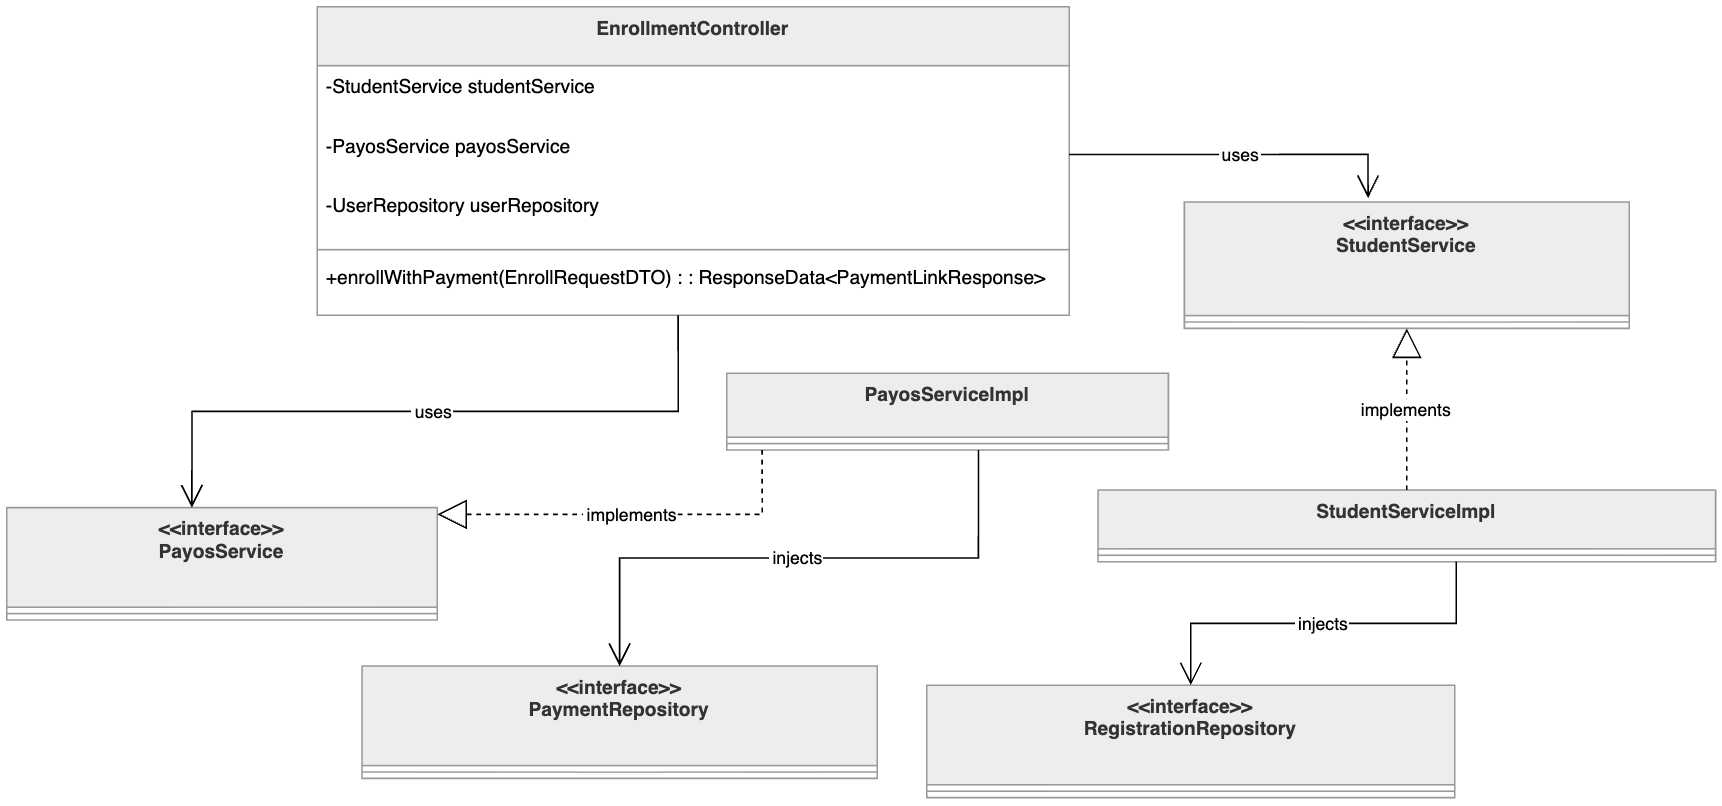 EnrollmentController
-StudentService studentService
-PayosService payosService
-UserRepository userRepository
+enrollWithPayment(EnrollRequestDTO) : : ResponseData<PaymentLinkResponse>
uses
<<interface>>
StudentService
uses
PayosServiceImpl
implements
<<interface>>
PayosService
implements
StudentServiceImpl
injects
injects
<<interface>>
PaymentRepository
<<interface>>
RegistrationRepository